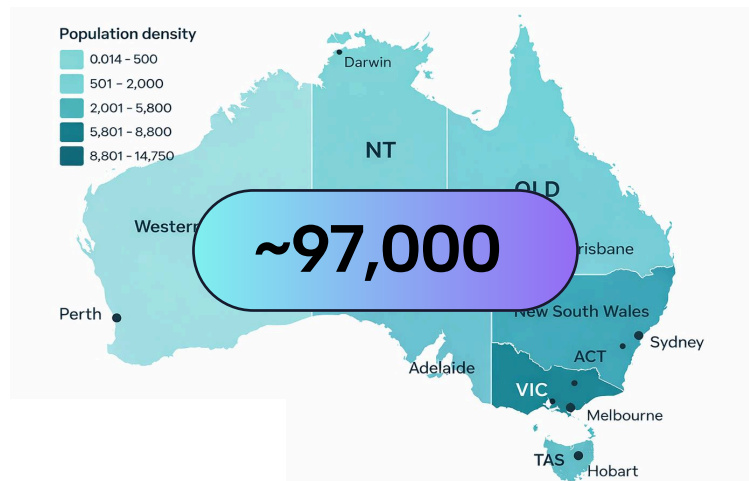 Population density
0.014 – 500
501 – 2,000
2,001 – 5,800
5,801 – 8,800
8,801 – 14,750
Darwin
NT
QLD
Western
~97,000
risbane
Perth
New South Wales
Sydney
ACT
Adelaide
VIC
Melbourne
TAS
Hobart